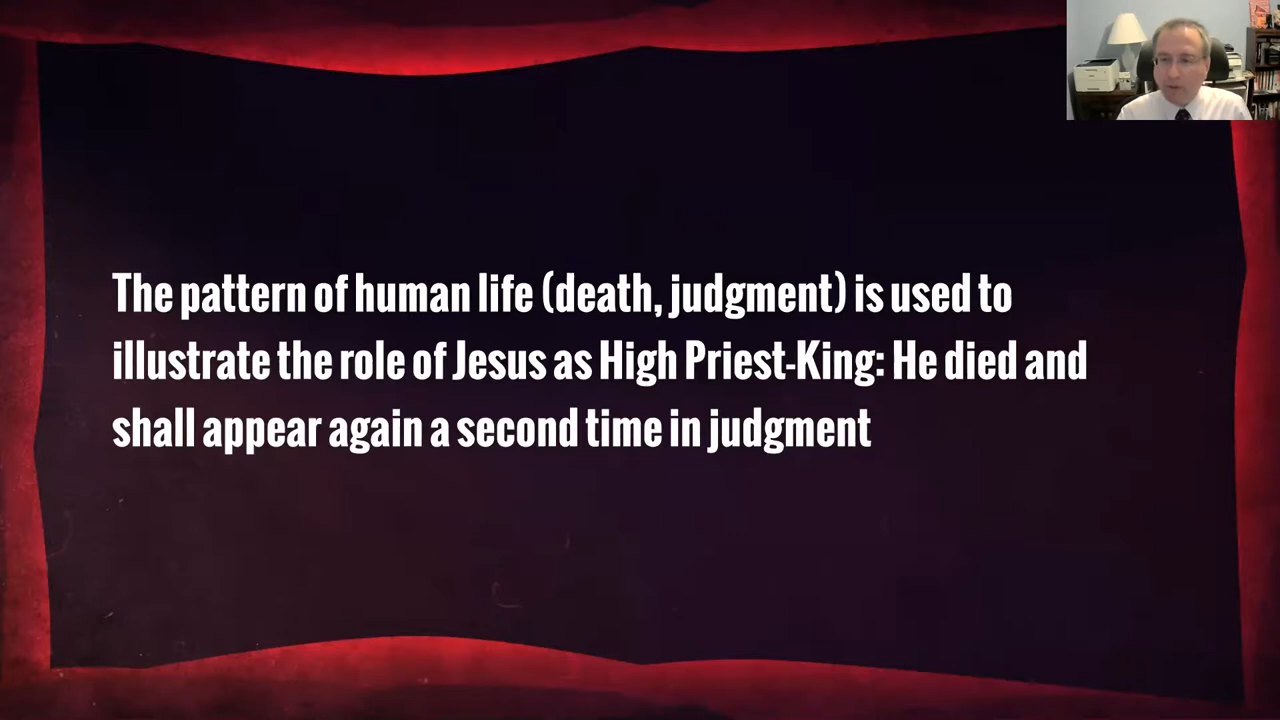 The pattern of human life (death, judgment) is used to
illustrate the role of Jesus as High Priest-King: He died and
shall appear again a second time in judgment